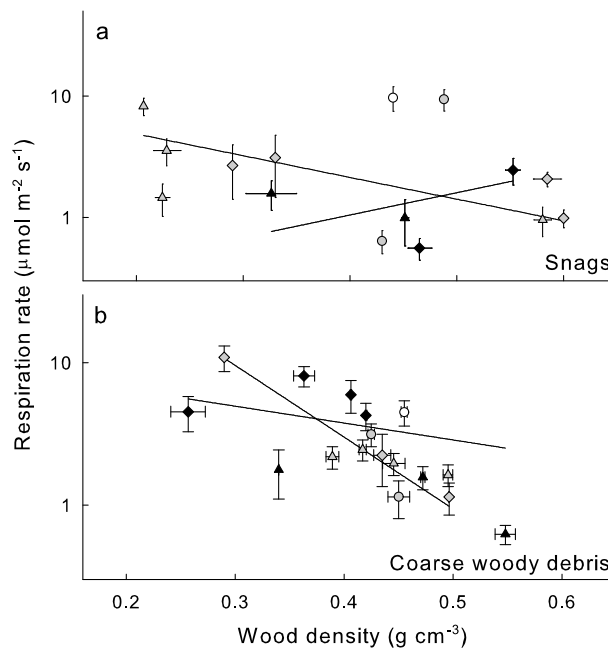 a
10
1
Snags
Respiration rate (μmol m⁻² s⁻¹)
b
10
1
Coarse woody debris
0.2 0.3 0.4 0.5 0.6
Wood density (g cm⁻³)